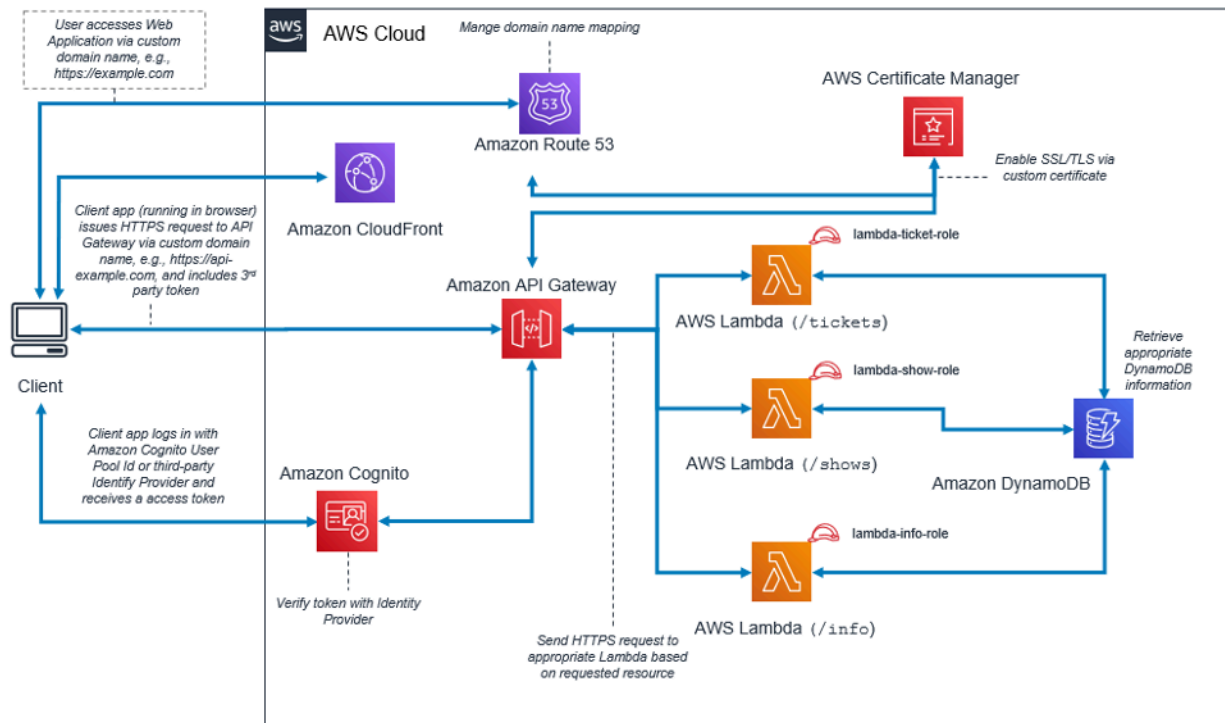 User accesses Web
Application via custom
domain name, e.g.,
https://example.com
aws
AWS Cloud
Mange domain name mapping
53
Amazon Route 53
AWS Certificate Manager
Enable SSL/TLS via
custom certificate
Amazon CloudFront
Client app (running in browser)
issues HTTPS request to API
Gateway via custom domain
name, e.g., https://api-
example.com, and includes 3rd
party token
Amazon API Gateway
lambda-ticket-role
AWS Lambda (/tickets)
Client
Retrieve
appropriate
DynamoDB
information
lambda-show-role
AWS Lambda (/shows)
Amazon DynamoDB
Client app logs in with
Amazon Cognito User
Pool Id or third-party
Identify Provider and
receives a access token
Amazon Cognito
Verify token with Identity
Provider
lambda-info-role
AWS Lambda (/info)
Send HTTPS request to
appropriate Lambda based
on requested resource